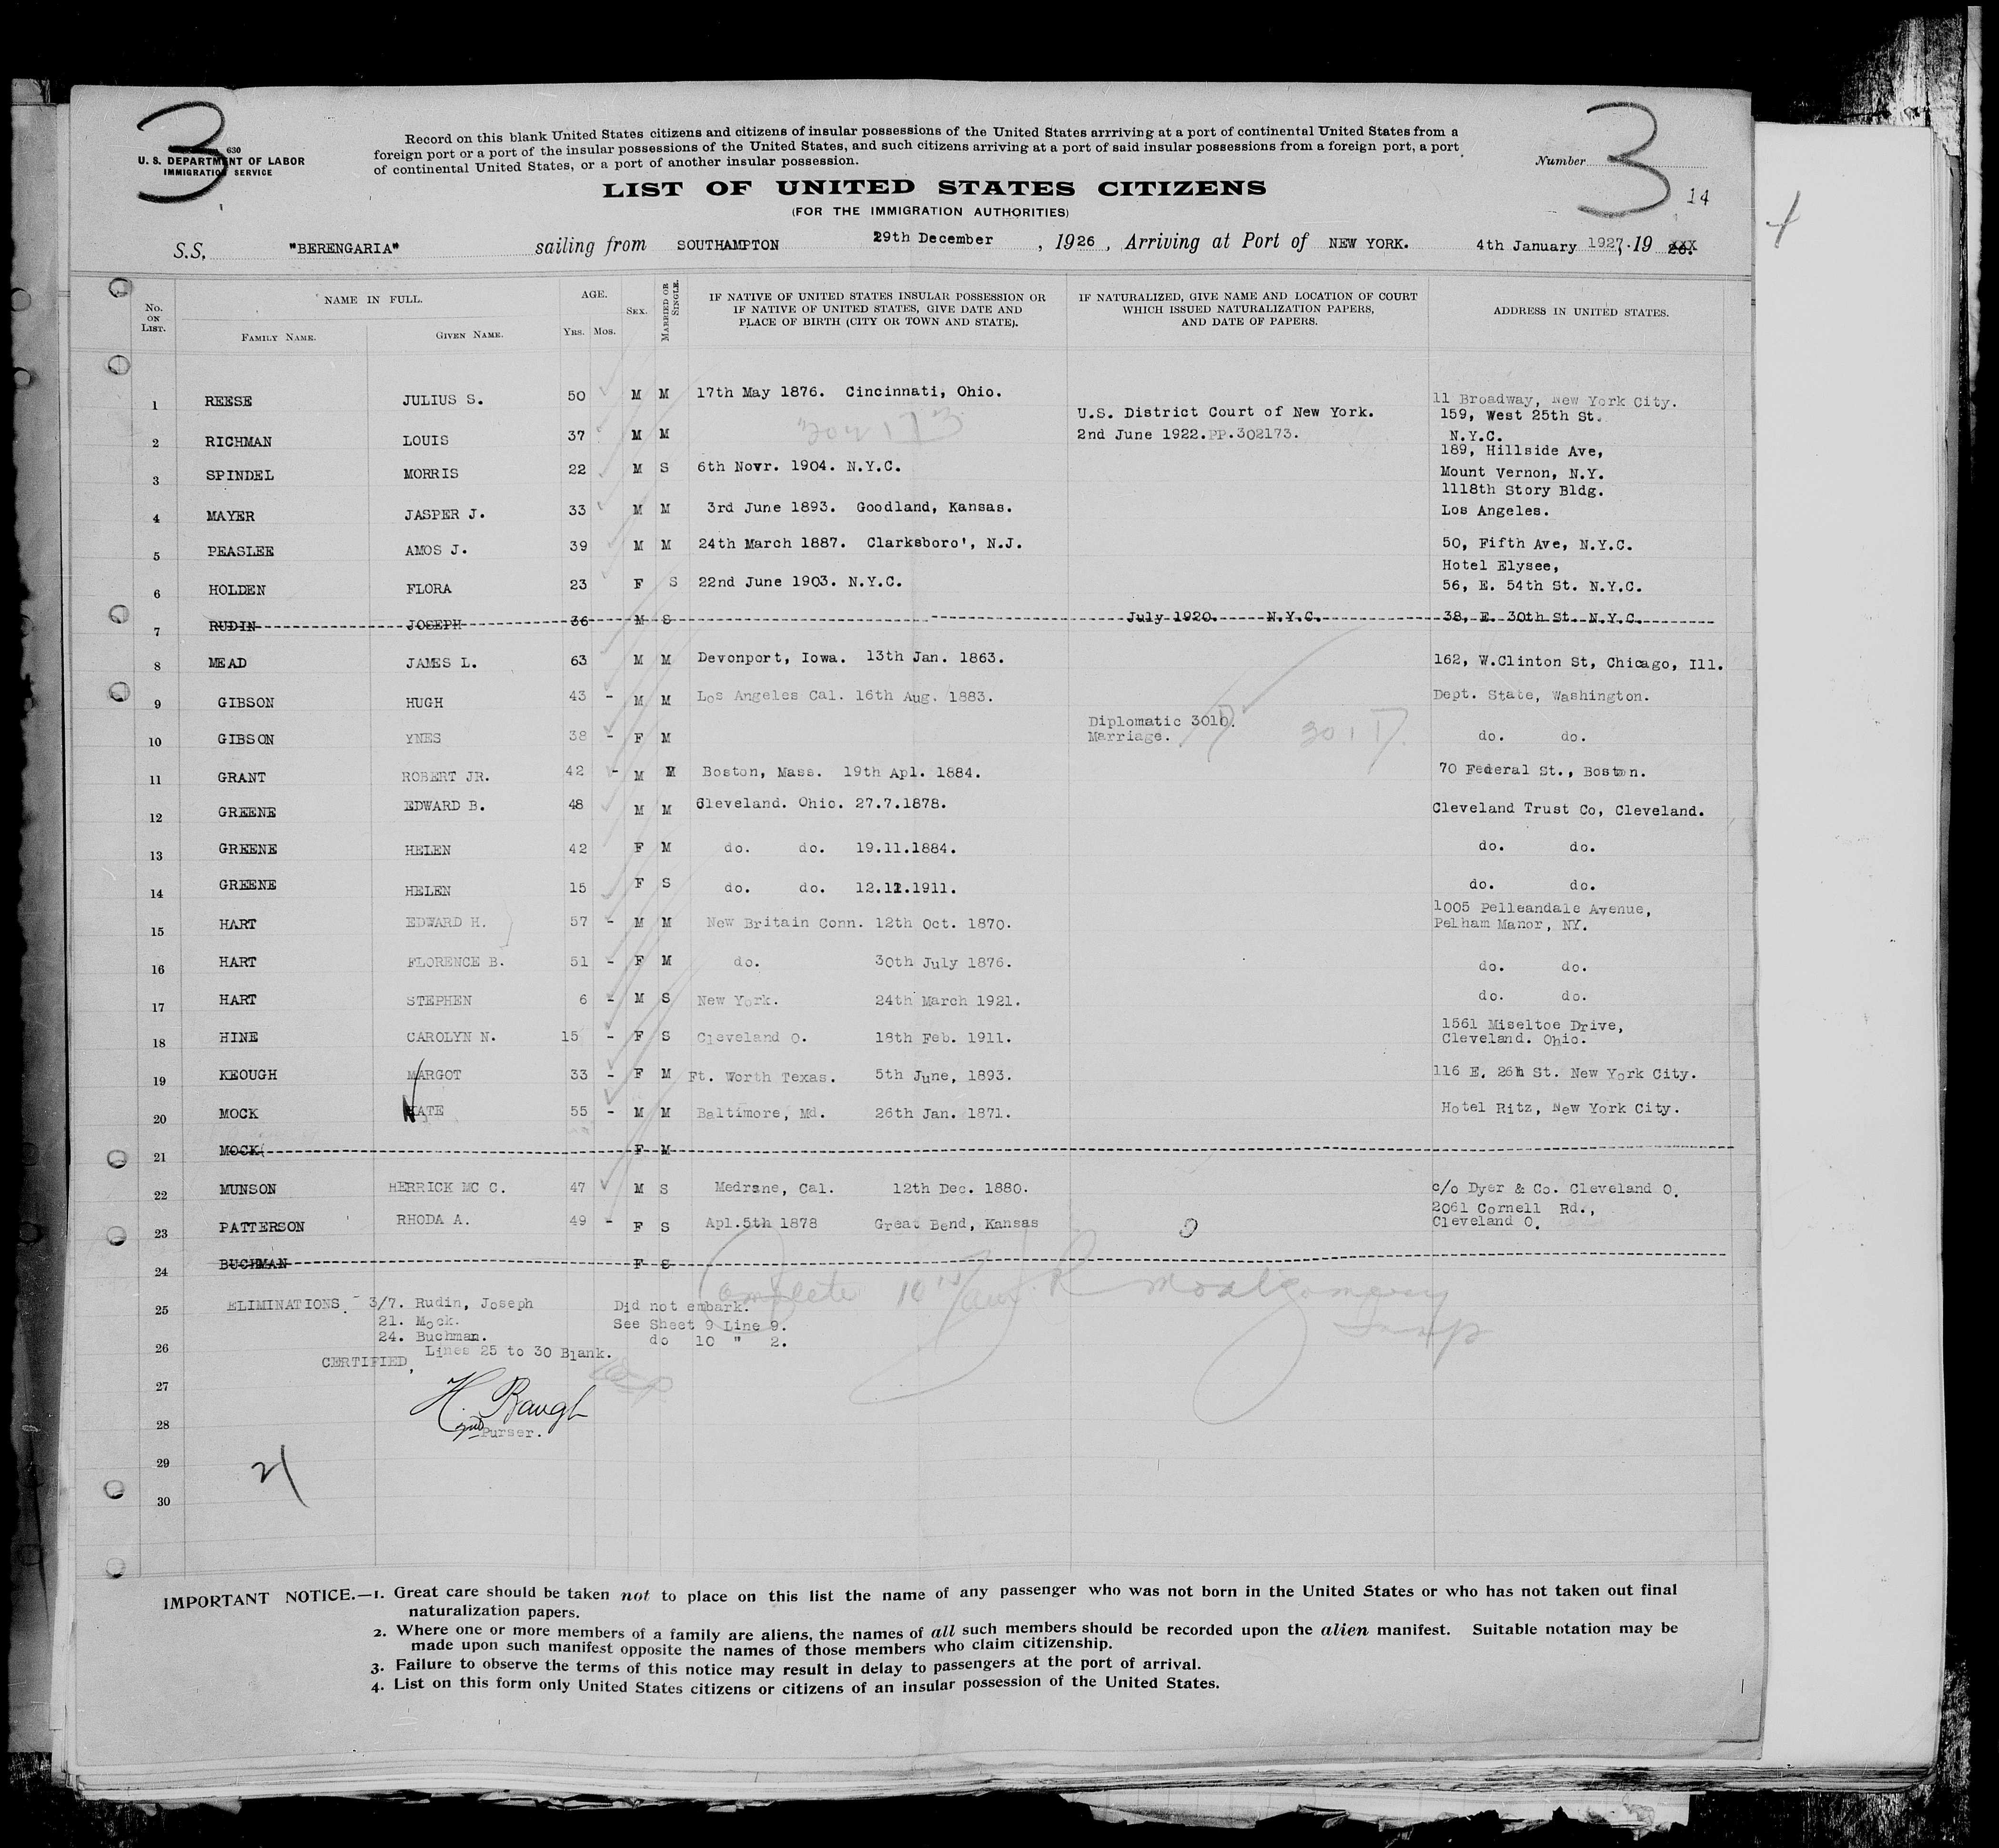 3
630
U. S. DEPARTMENT OF LABOR
IMMIGRATION SERVICE
Record on this blank United States citizens and citizens of insular possessions of the United States arrriving at a port of continental United States from a
foreign port or a port of the insular possessions of the United States, and such citizens arriving at a port of said insular possessions from a foreign port, a port
of continental United States, or a port of another insular possession.
Number 3
14
LIST OF UNITED STATES CITIZENS
(FOR THE IMMIGRATION AUTHORITIES)
S.S. "BERENGARIA" sailing from SOUTHAMPTON 29th December, 1926, Arriving at Port of NEW YORK. 4th January 1927, 19 26.
No. ON LIST. NAME IN FULL. FAMILY NAME. GIVEN NAME. AGE. YRS. MOS. SEX. MARRIED OR SINGLE. IF NATIVE OF UNITED STATES INSULAR POSSESSION OR IF NATIVE OF UNITED STATES, GIVE DATE AND PLACE OF BIRTH (CITY OR TOWN AND STATE). IF NATURALIZED, GIVE NAME AND LOCATION OF COURT WHICH ISSUED NATURALIZATION PAPERS, AND DATE OF PAPERS. ADDRESS IN UNITED STATES.
1 REESE JULIUS S. 50 M M 17th May 1876. Cincinnati, Ohio. 11 Broadway, New York City.
2 RICHMAN LOUIS 37 M M U.S. District Court of New York. 2nd June 1922. PP.302173. 159, West 25th St. N.Y.C.
3 SPINDEL MORRIS 22 M S 6th Novr. 1904. N.Y.C. 189, Hillside Ave, Mount Vernon, N.Y.
4 MAYER JASPER J. 33 M M 3rd June 1893. Goodland, Kansas. 1118th Story Bldg. Los Angeles.
5 PEASLEE AMOS J. 39 M M 24th March 1887. Clarksboro', N.J. 50, Fifth Ave, N.Y.C.
6 HOLDEN FLORA 23 F S 22nd June 1903. N.Y.C. Hotel Elysee, 56, E. 54th St. N.Y.C.
7 RUDIN JOSEPH 36 M S July 1920. N.Y.C. 38, E. 30th St. N.Y.C.
8 MEAD JAMES L. 63 M M Devonport, Iowa. 13th Jan. 1863. 162, W.Clinton St, Chicago, Ill.
9 GIBSON HUGH 43 - M M Los Angeles Cal. 16th Aug. 1883. Dept. State, Washington.
10 GIBSON YNES 38 - F M Diplomatic 301D. Marriage. 301D. do. do.
11 GRANT ROBERT JR. 42 - M M Boston, Mass. 19th Apl. 1884. 70 Federal St., Boston.
12 GREENE EDWARD B. 48 M M Cleveland. Ohio. 27.7.1878. Cleveland Trust Co, Cleveland.
13 GREENE HELEN 42 F M do. do. 19.11.1884. do. do.
14 GREENE HELEN 15 F S do. do. 12.12.1911. do. do.
15 HART EDWARD H. 57 - M M New Britain Conn. 12th Oct. 1870. 1005 Pelleandale Avenue, Pelham Manor, NY.
16 HART FLORENCE B. 51 - F M do. 30th July 1876. do. do.
17 HART STEPHEN 6 - M S New York. 24th March 1921. do. do.
18 HINE CAROLYN N. 15 - F S Cleveland O. 18th Feb. 1911. 1561 Miseltoe Drive, Cleveland. Ohio.
19 KEOUGH MARGOT 33 - F M Ft. Worth Texas. 5th June, 1893. 116 E. 26th St. New York City.
20 MOCK NATE 55 - M M Baltimore, Md. 26th Jan. 1871. Hotel Ritz, New York City.
21 MOCK F M
22 MUNSON HERRICK MC C. 47 M S Medrsne, Cal. 12th Dec. 1880. c/o Dyer & Co. Cleveland O.
23 PATTERSON RHODA A. 49 - F S Apl.5th 1878 Great Bend, Kansas 2061 Cornell Rd., Cleveland O.
24 BUCHMAN F S
Complete 10 R Montgomery
Insp
25 ELIMINATIONS. - 3/7. Rudin, Joseph Did not embark.
21. Mock. See Sheet 9 Line 9.
24. Buchman. do 10 " 2.
26 Lines 25 to 30 Blank.
CERTIFIED,
27
H. Baugh
28 2nd Purser.
29
21
30
IMPORTANT NOTICE.—1. Great care should be taken not to place on this list the name of any passenger who was not born in the United States or who has not taken out final
naturalization papers.
2. Where one or more members of a family are aliens, the names of all such members should be recorded upon the alien manifest. Suitable notation may be
made upon such manifest opposite the names of those members who claim citizenship.
3. Failure to observe the terms of this notice may result in delay to passengers at the port of arrival.
4. List on this form only United States citizens or citizens of an insular possession of the United States.